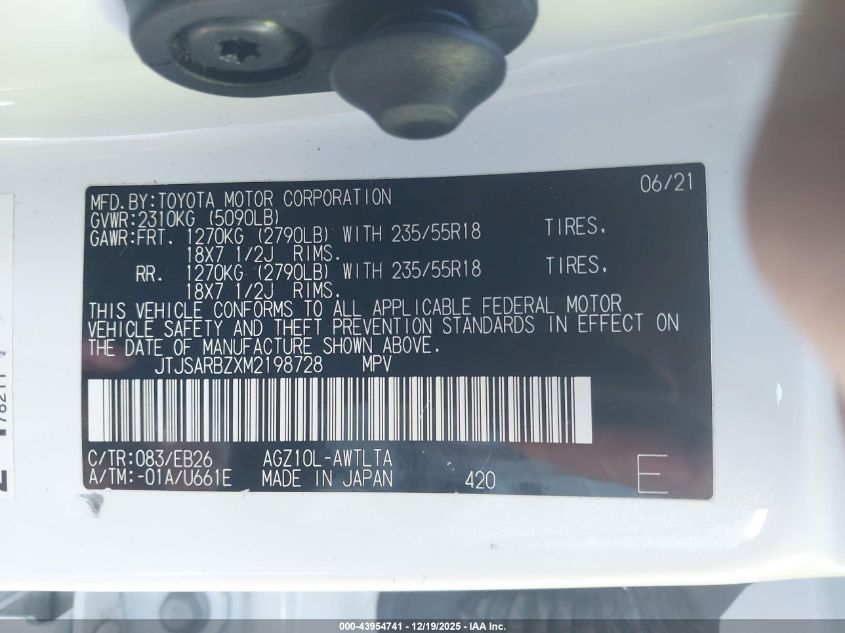 06/21
MFD.BY:TOYOTA MOTOR CORPORATION
GVWR:2310KG (5090LB)
GAWR:FRT. 1270KG (2790LB) WITH 235/55R18 TIRES,
18X7 1/2J RIMS.
RR. 1270KG (2790LB) WITH 235/55R18 TIRES,
18X7 1/2J RIMS.
THIS VEHICLE CONFORMS TO ALL APPLICABLE FEDERAL MOTOR
VEHICLE SAFETY AND THEFT PREVENTION STANDARDS IN EFFECT ON
THE DATE OF MANUFACTURE SHOWN ABOVE.
JTJSARBZXM2198728 MPV
C/TR:083/EB26 AGZ10L-AWTLTA
A/TM:-01A/U661E MADE IN JAPAN 420 E
000-43954741 - 12/19/2025 - IAA Inc.